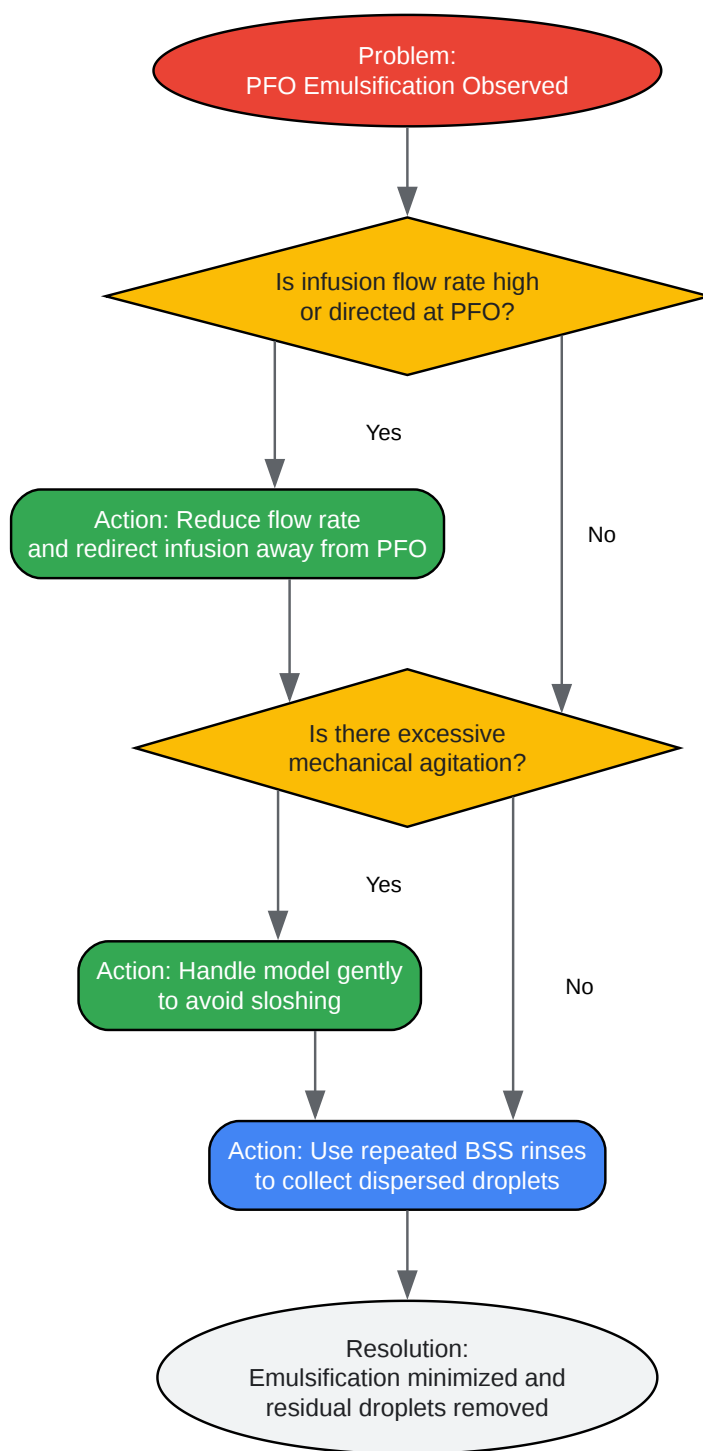 Problem:
PFO Emulsification Observed
Is infusion flow rate high
or directed at PFO?
Yes
Action: Reduce flow rate
and redirect infusion away from PFO
No
Is there excessive
mechanical agitation?
Yes
Action: Handle model gently
to avoid sloshing
No
Action: Use repeated BSS rinses
to collect dispersed droplets
Resolution:
Emulsification minimized and
residual droplets removed